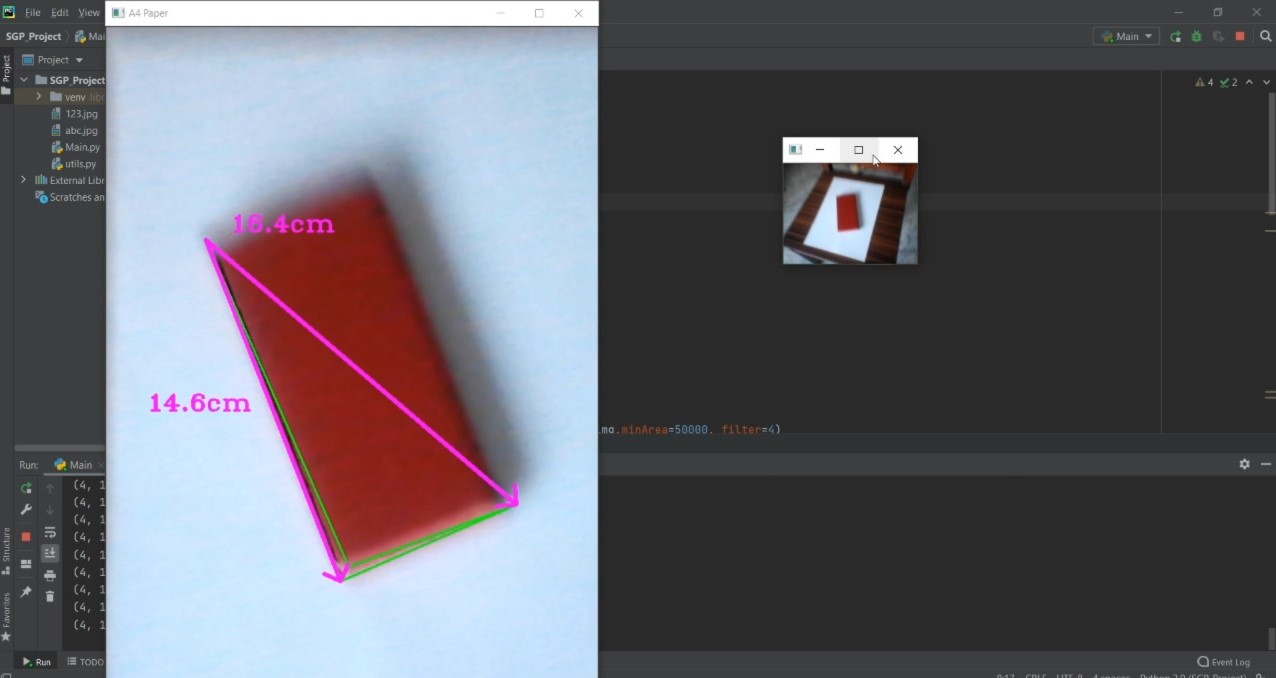 File Edit View
A4 Paper
SGP_Project
Main
Project
Project
SGP_Project
venv
123.jpg
abc.jpg
Main.py
utils.py
External Libr
Scratches an
4 2
16.4cm
14.6cm
minArea=50000, filter=4)
Run: Main
(4, 1
(4, 1
(4, 1
(4, 1
(4, 1
(4, 1
(4, 1
(4, 1
(4, 1
Structure
Favorites
Run TODO
Event Log